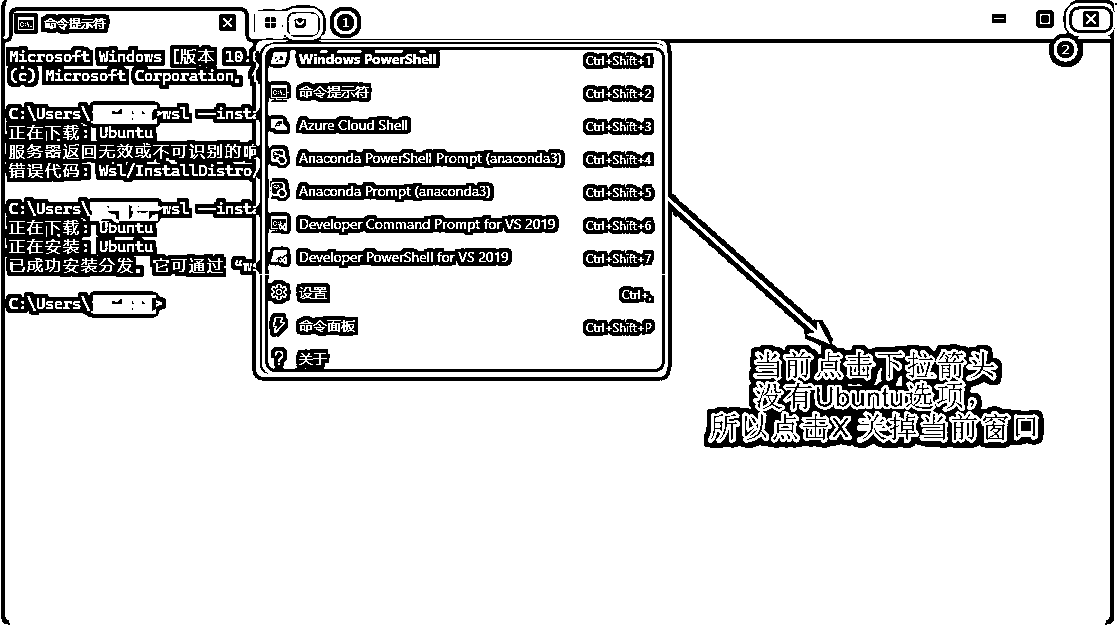 命令提示符
①
②
Microsoft Windows [版本 10.
(c) Microsoft Corporation.
C:\Users\ >wsl --inst
正在下载: Ubuntu
服务器返回无效或不可识别的响
错误代码: Wsl/InstallDistro/
C:\Users\ wsl --inst
正在下载: Ubuntu
正在安装: Ubuntu
已成功安装分发。它可通过 “w
C:\Users\ >
Windows PowerShell Ctrl+Shift+1
命令提示符 Ctrl+Shift+2
Azure Cloud Shell Ctrl+Shift+3
Anaconda PowerShell Prompt (anaconda3) Ctrl+Shift+4
Anaconda Prompt (anaconda3) Ctrl+Shift+5
Developer Command Prompt for VS 2019 Ctrl+Shift+6
Developer PowerShell for VS 2019 Ctrl+Shift+7
设置 Ctrl+,
命令面板 Ctrl+Shift+P
关于
当前点击下拉箭头
没有Ubuntu选项,
所以点击X 关掉当前窗口